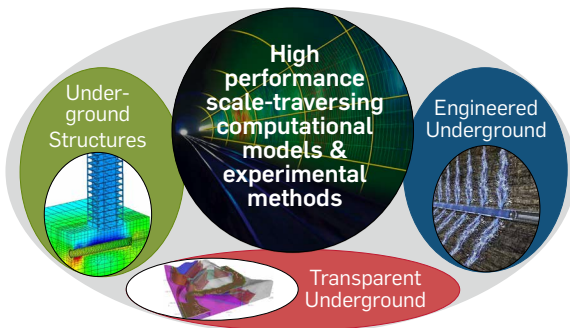 High
performance
scale-traversing
computational
models &
experimental
methods
Under-
ground
Structures
Engineered
Underground
Transparent
Underground